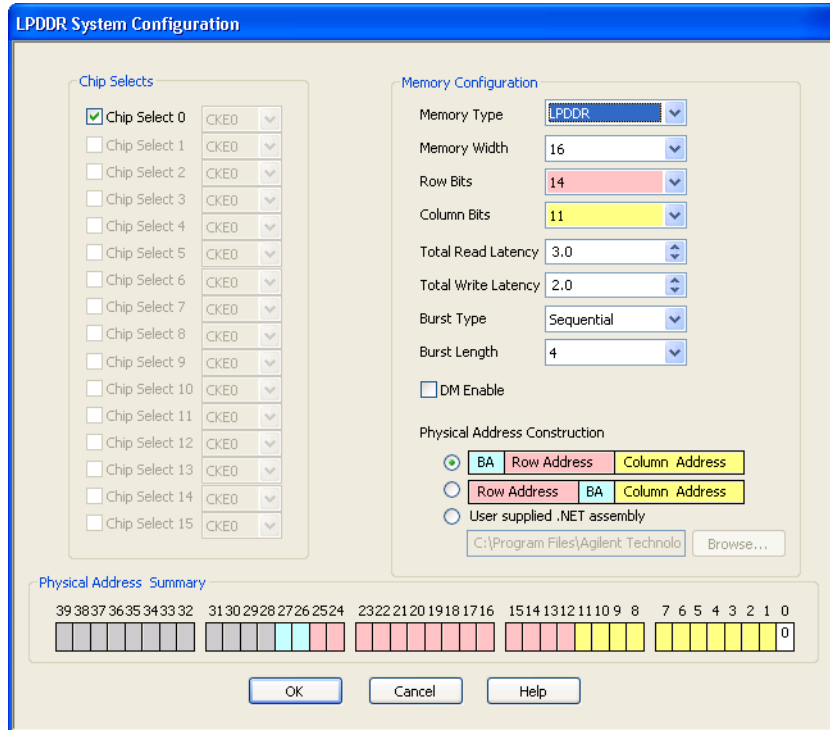 LPDDR System Configuration
Chip Selects
Chip Select 0 CKE0
Chip Select 1 CKE0
Chip Select 2 CKE0
Chip Select 3 CKE0
Chip Select 4 CKE0
Chip Select 5 CKE0
Chip Select 6 CKE0
Chip Select 7 CKE0
Chip Select 8 CKE0
Chip Select 9 CKE0
Chip Select 10 CKE0
Chip Select 11 CKE0
Chip Select 12 CKE0
Chip Select 13 CKE0
Chip Select 14 CKE0
Chip Select 15 CKE0
Memory Configuration
Memory Type LPDDR
Memory Width 16
Row Bits 14
Column Bits 11
Total Read Latency 3.0
Total Write Latency 2.0
Burst Type Sequential
Burst Length 4
DM Enable
Physical Address Construction
BA Row Address Column Address
Row Address BA Column Address
User supplied .NET assembly
C:\Program Files\Agilent Technolo Browse...
Physical Address Summary
39 38 37 36 35 34 33 32 31 30 29 28 27 26 25 24 23 22 21 20 19 18 17 16 15 14 13 12 11 10 9 8 7 6 5 4 3 2 1 0
0
OK Cancel Help